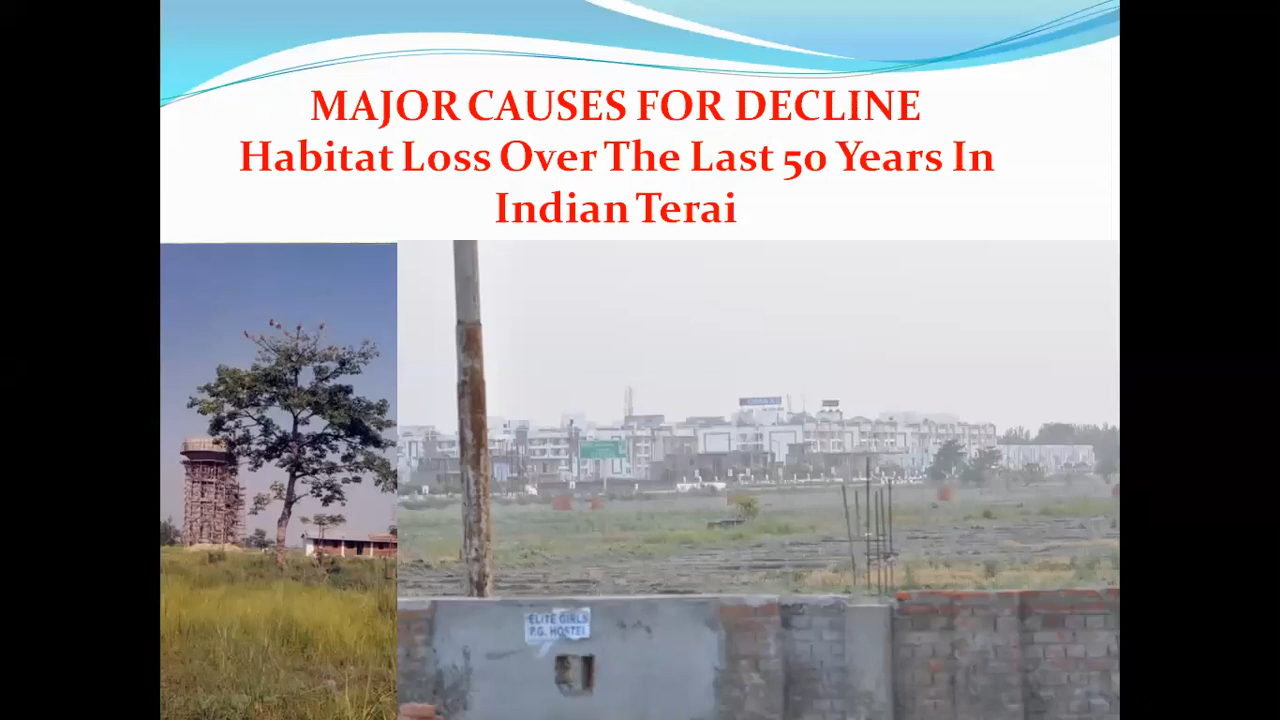 MAJOR CAUSES FOR DECLINE
Habitat Loss Over The Last 50 Years In
Indian Terai
ELITE GIRLS
P.G. HOSTEL